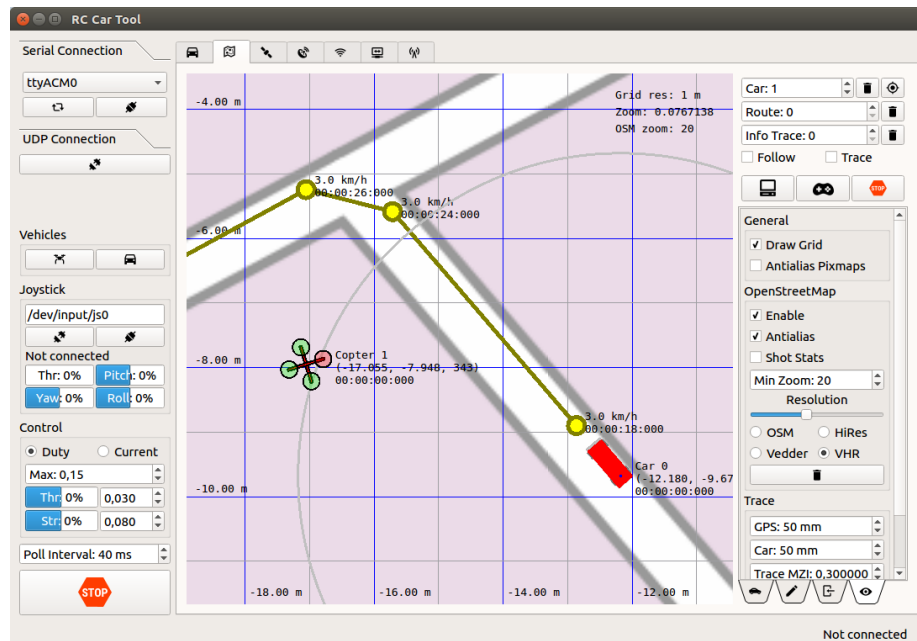 RC Car Tool
Serial Connection
ttyACM0
UDP Connection
Vehicles
Joystick
/dev/input/js0
Not connected
Thr: 0%
Pitch: 0%
Yaw: 0%
Roll: 0%
Control
Duty
Current
Max: 0,15
Thr: 0%
0,030
Str: 0%
0,080
Poll Interval: 40 ms
STOP
-4.00 m
-6.00 m
-8.00 m
-10.00 m
-18.00 m
-16.00 m
-14.00 m
-12.00 m
Grid res: 1 m
Zoom: 0.0767138
OSM zoom: 20
3.0 km/h
00:00:26:000
3.0 km/h
00:00:24:000
Copter 1
(-17.055, -7.948, 343)
00:00:00:000
3.0 km/h
00:00:18:000
Car 0
(-12.180, -9.67
00:00:00:000
Car: 1
Route: 0
Info Trace: 0
Follow
Trace
STOP
General
Draw Grid
Antialias Pixmaps
OpenStreetMap
Enable
Antialias
Shot Stats
Min Zoom: 20
Resolution
OSM
HiRes
Vedder
VHR
Trace
GPS: 50 mm
Car: 50 mm
Trace MZI: 0,300000
Not connected